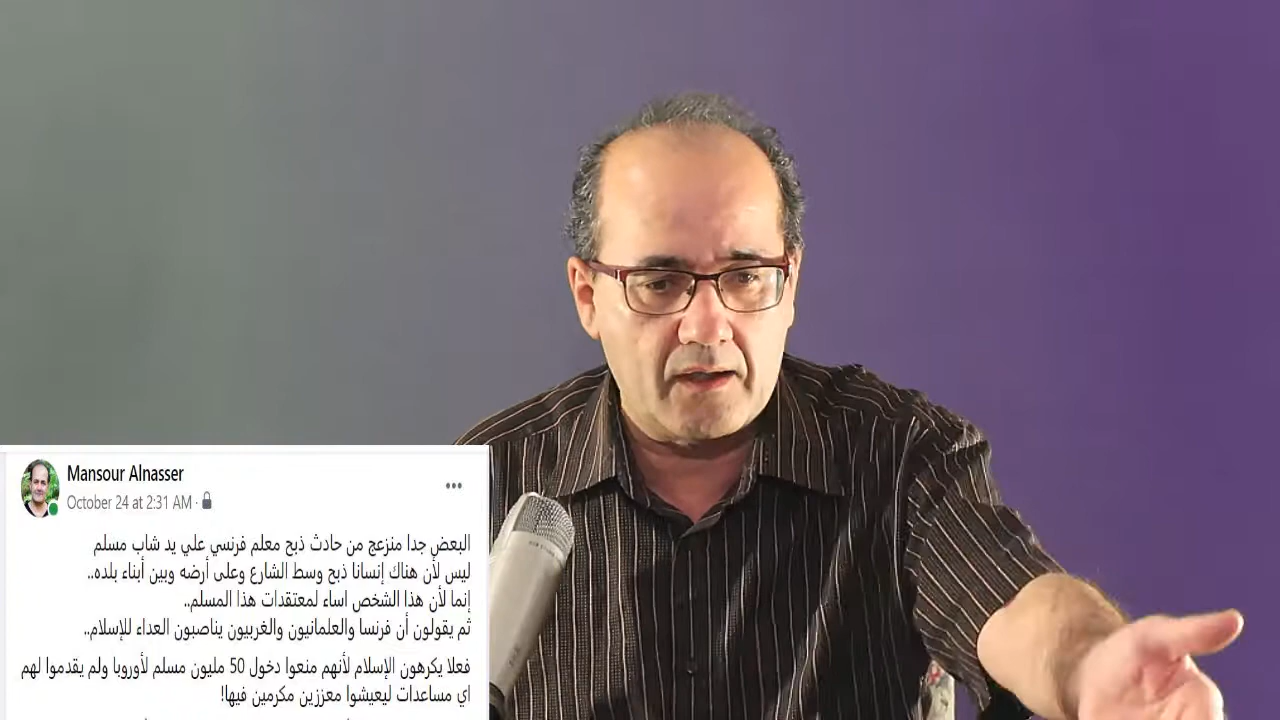 Mansour Alnasser
October 24 at 2:31 AM ·
البعض جدا منزعج من حادث ذبح معلم فرنسي علي يد شاب مسلم
ليس لأن هناك إنسانا ذبح وسط الشارع وعلى أرضه وبين أبناء بلده..
إنما لأن هذا الشخص اساء لمعتقدات هذا المسلم..
ثم يقولون أن فرنسا والعلمانيون والغربيون يناصبون العداء للإسلام..
فعلا يكرهون الإسلام لأنهم منعوا دخول 50 مليون مسلم لأوروبا ولم يقدموا لهم
اي مساعدات ليعيشوا معززين مكرمين فيها!